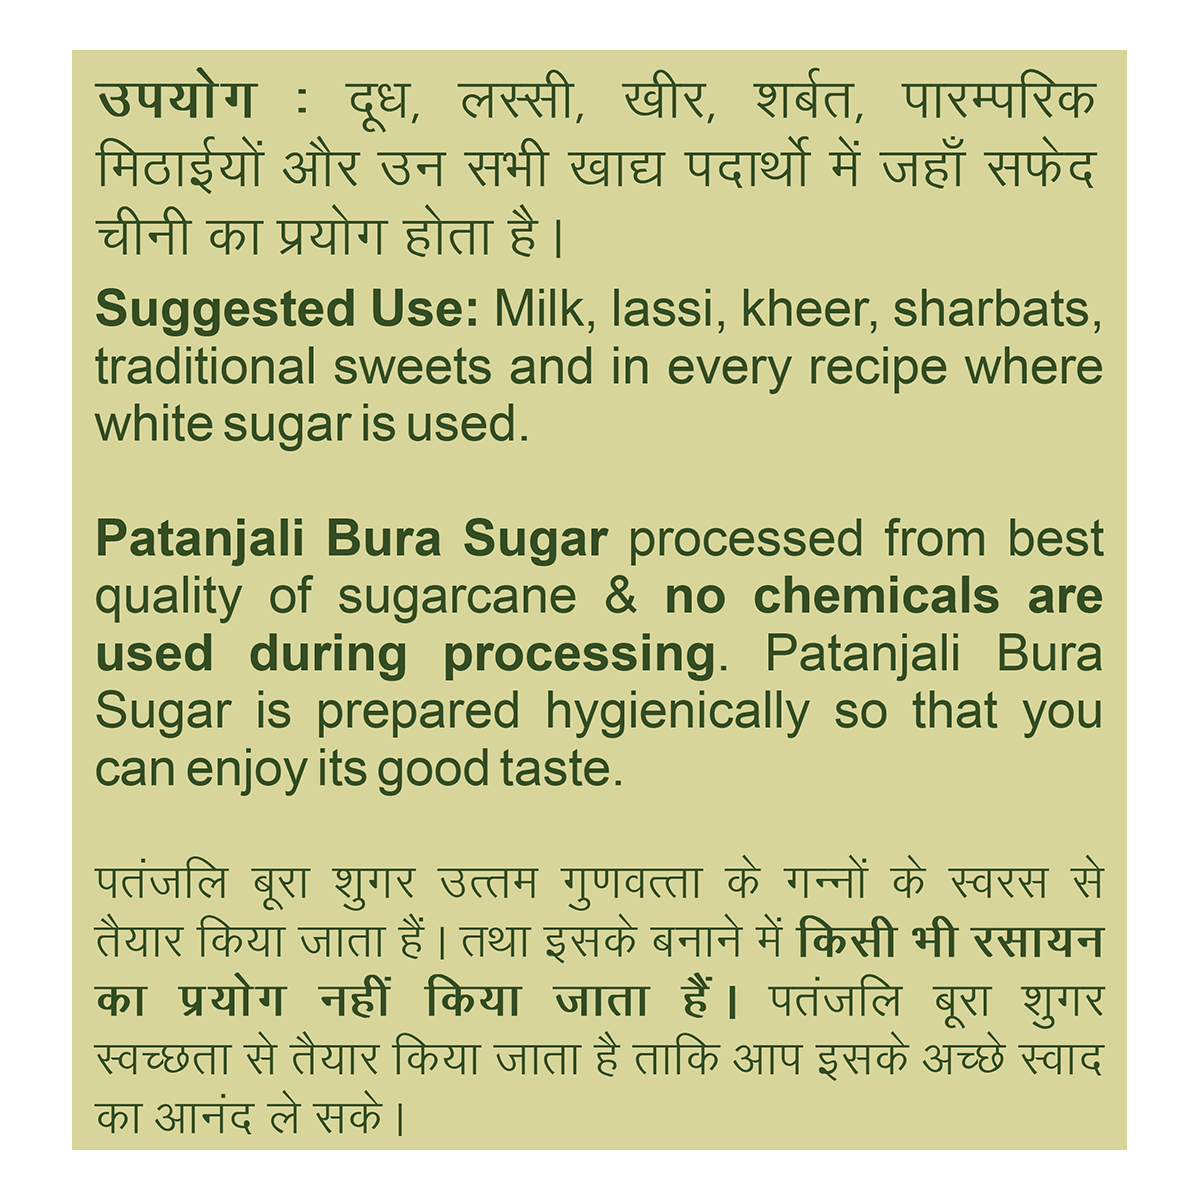 उपयोग : दूध, लस्सी, खीर, शर्बत, पारम्परिक
मिठाईयों और उन सभी खाद्य पदार्थो में जहाँ सफेद
चीनी का प्रयोग होता है।
Suggested Use: Milk, lassi, kheer, sharbats,
traditional sweets and in every recipe where
white sugar is used.
Patanjali Bura Sugar processed from best
quality of sugarcane & no chemicals are
used during processing. Patanjali Bura
Sugar is prepared hygienically so that you
can enjoy its good taste.
पतंजलि बूरा शुगर उत्तम गुणवत्ता के गन्नों के स्वरस से
तैयार किया जाता हैं। तथा इसके बनाने में किसी भी रसायन
का प्रयोग नहीं किया जाता हैं। पतंजलि बूरा शुगर
स्वच्छता से तैयार किया जाता है ताकि आप इसके अच्छे स्वाद
का आनंद ले सके।